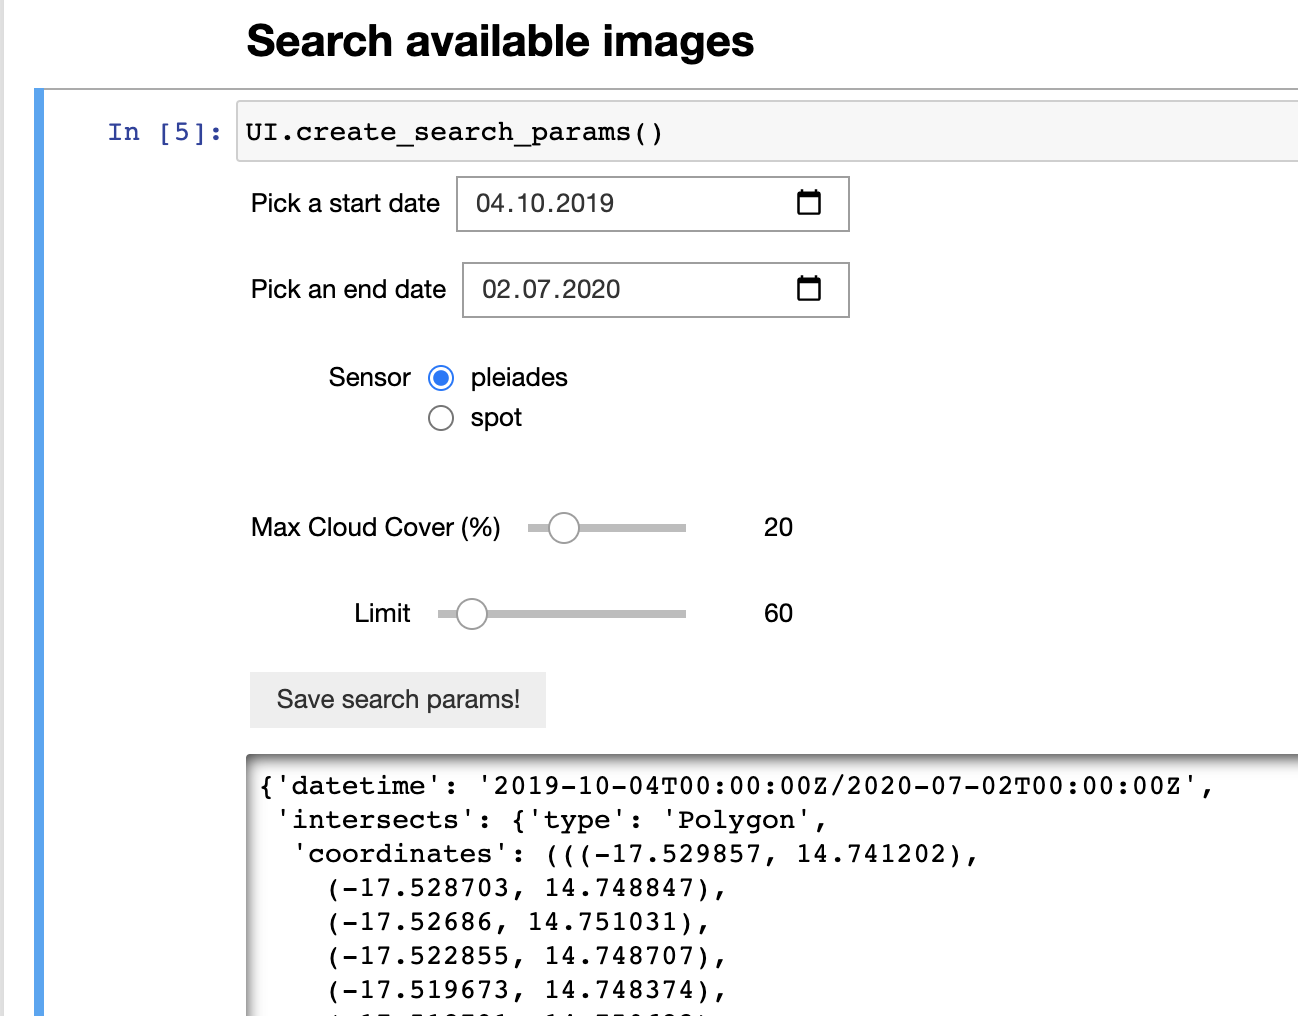 Search available images
In [5]: UI.create_search_params()
Pick a start date 04.10.2019
Pick an end date 02.07.2020
Sensor pleiades
spot
Max Cloud Cover (%) 20
Limit 60
Save search params!
{'datetime': '2019-10-04T00:00:00Z/2020-07-02T00:00:00Z',
'intersects': {'type': 'Polygon',
'coordinates': (((-17.529857, 14.741202),
(-17.528703, 14.748847),
(-17.52686, 14.751031),
(-17.522855, 14.748707),
(-17.519673, 14.748374),